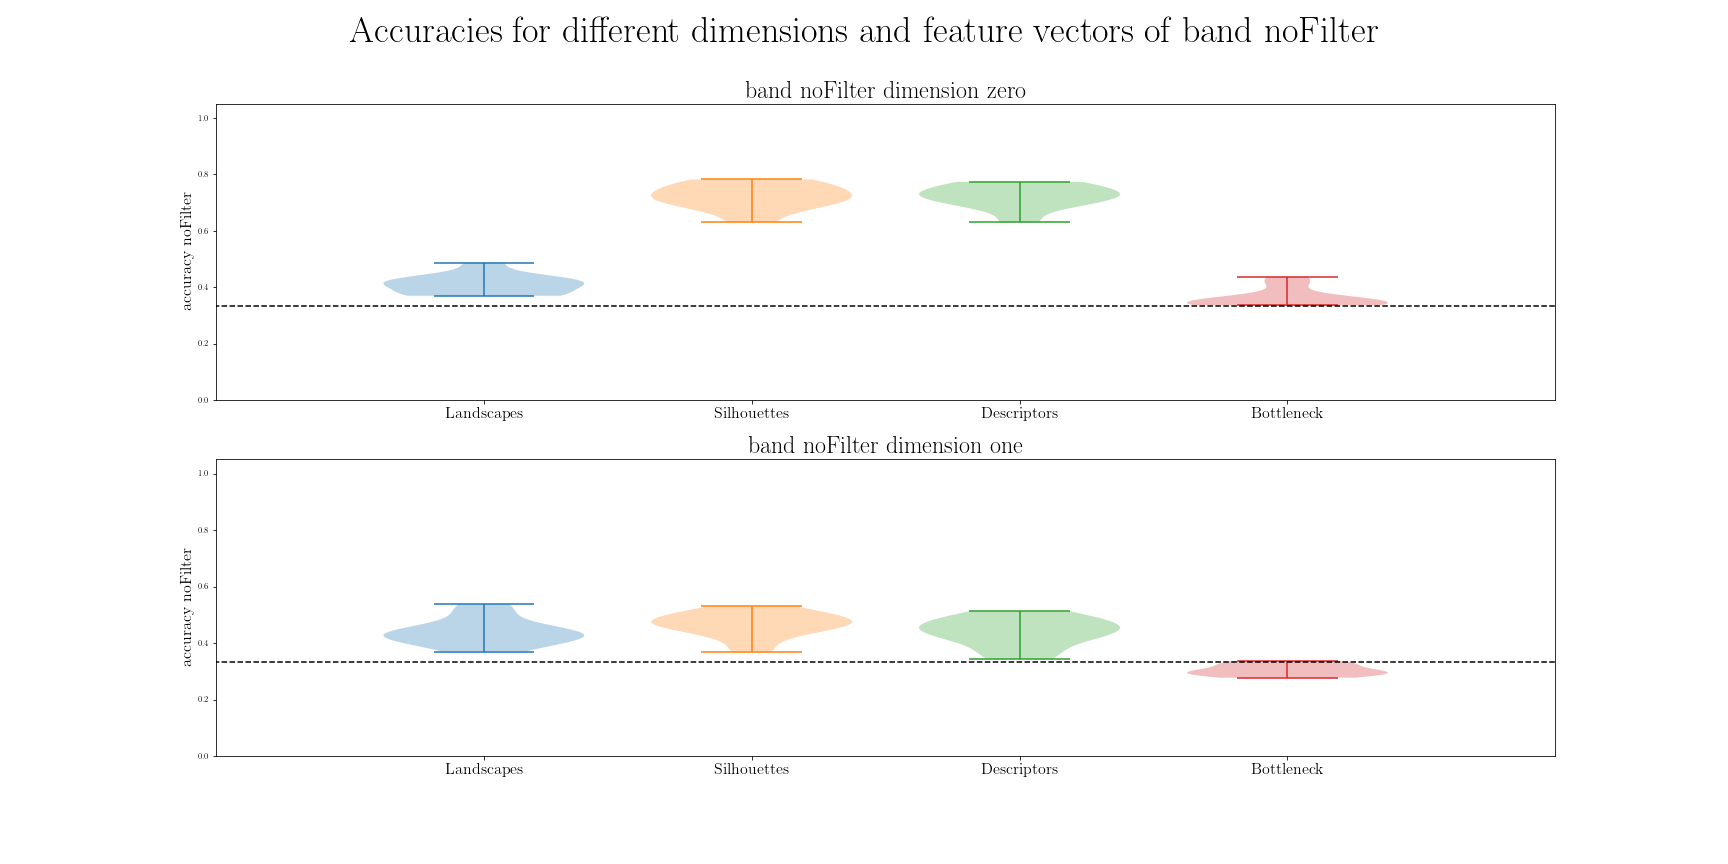 Accuracies for different dimensions and feature vectors of band noFilter
band noFilter dimension zero
accuracy noFilter
1.0
0.8
0.6
0.4
0.2
0.0
Landscapes Silhouettes Descriptors Bottleneck
band noFilter dimension one
accuracy noFilter
1.0
0.8
0.6
0.4
0.2
0.0
Landscapes Silhouettes Descriptors Bottleneck